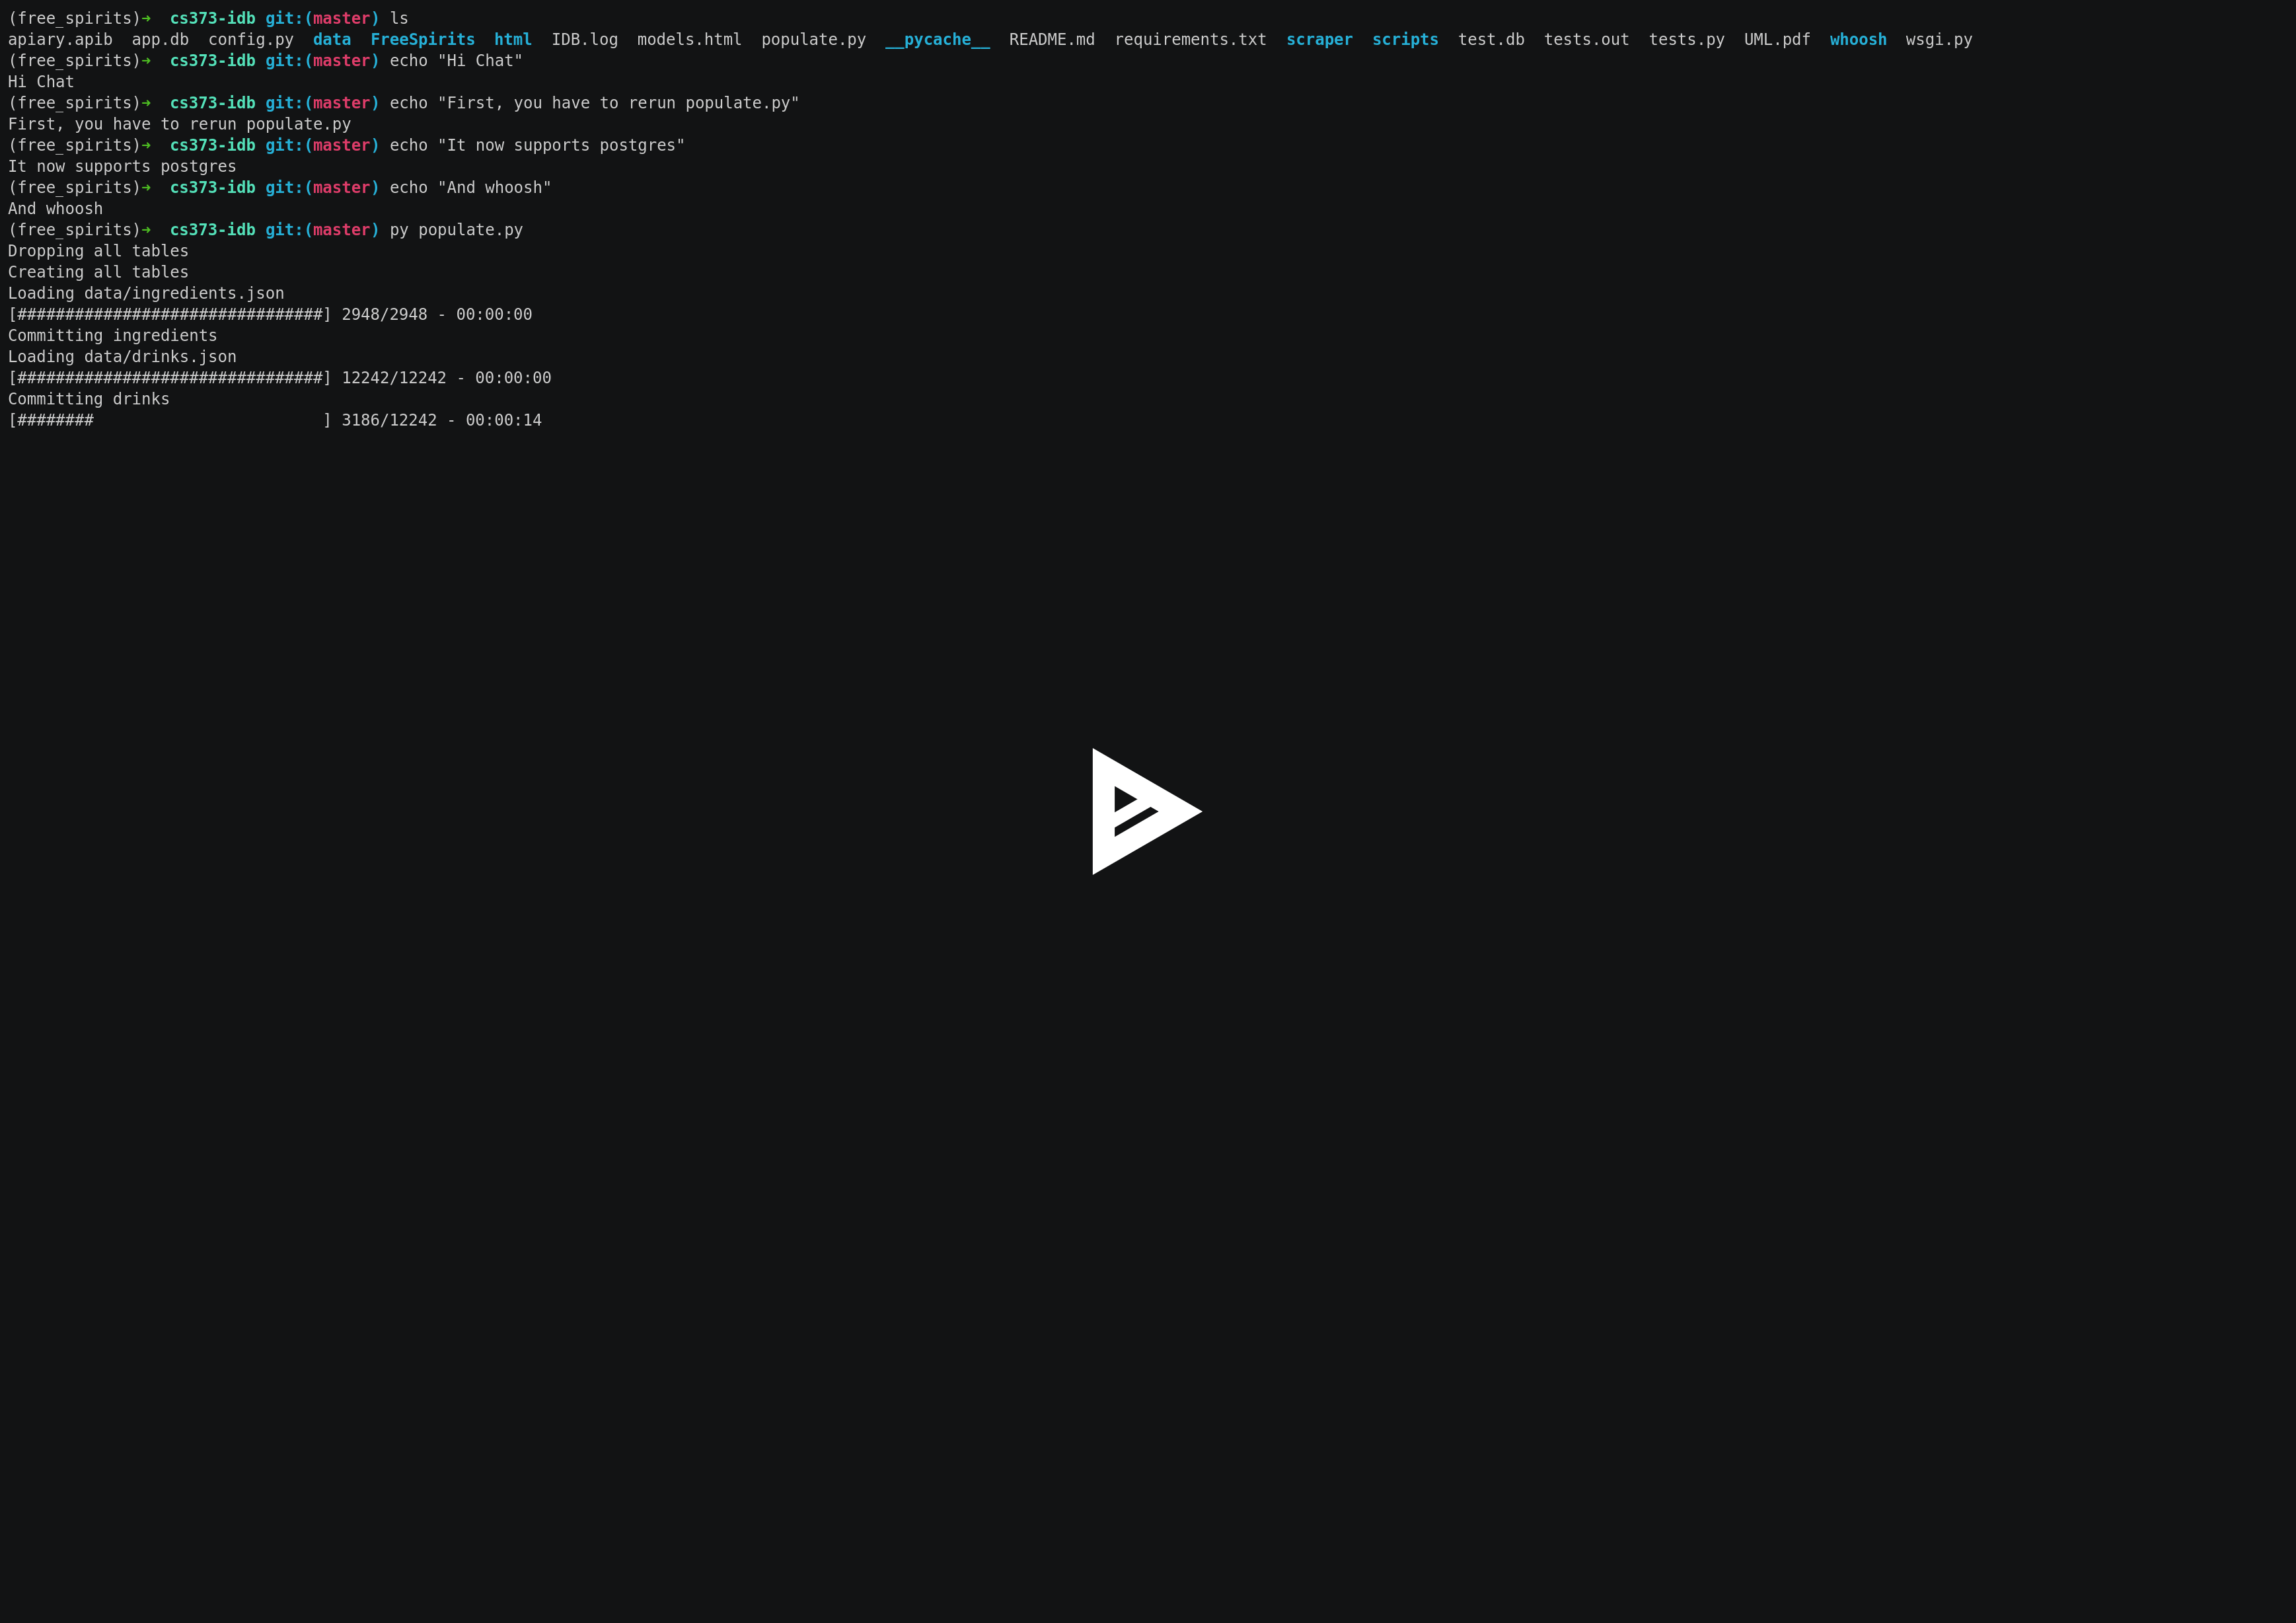 (free_spirits)➜  cs373-idb git:(master) ls
apiary.apib  app.db  config.py  data  FreeSpirits  html  IDB.log  models.html  populate.py  __pycache__  README.md  requirements.txt  scraper  scripts  test.db  tests.out  tests.py  UML.pdf  whoosh  wsgi.py
(free_spirits)➜  cs373-idb git:(master) echo "Hi Chat"
Hi Chat
(free_spirits)➜  cs373-idb git:(master) echo "First, you have to rerun populate.py"
First, you have to rerun populate.py
(free_spirits)➜  cs373-idb git:(master) echo "It now supports postgres"
It now supports postgres
(free_spirits)➜  cs373-idb git:(master) echo "And whoosh"
And whoosh
(free_spirits)➜  cs373-idb git:(master) py populate.py
Dropping all tables
Creating all tables
Loading data/ingredients.json
[################################] 2948/2948 - 00:00:00
Committing ingredients
Loading data/drinks.json
[################################] 12242/12242 - 00:00:00
Committing drinks
[########                        ] 3186/12242 - 00:00:14